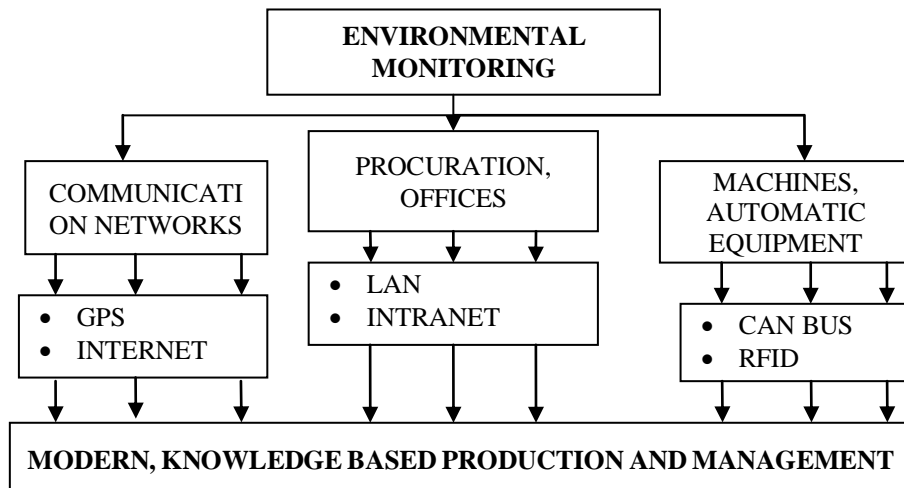 ENVIRONMENTAL
MONITORING
COMMUNICATI
ON NETWORKS
PROCURATION,
OFFICES
MACHINES,
AUTOMATIC
EQUIPMENT
• GPS
• INTERNET
• LAN
• INTRANET
• CAN BUS
• RFID
MODERN, KNOWLEDGE BASED PRODUCTION AND MANAGEMENT